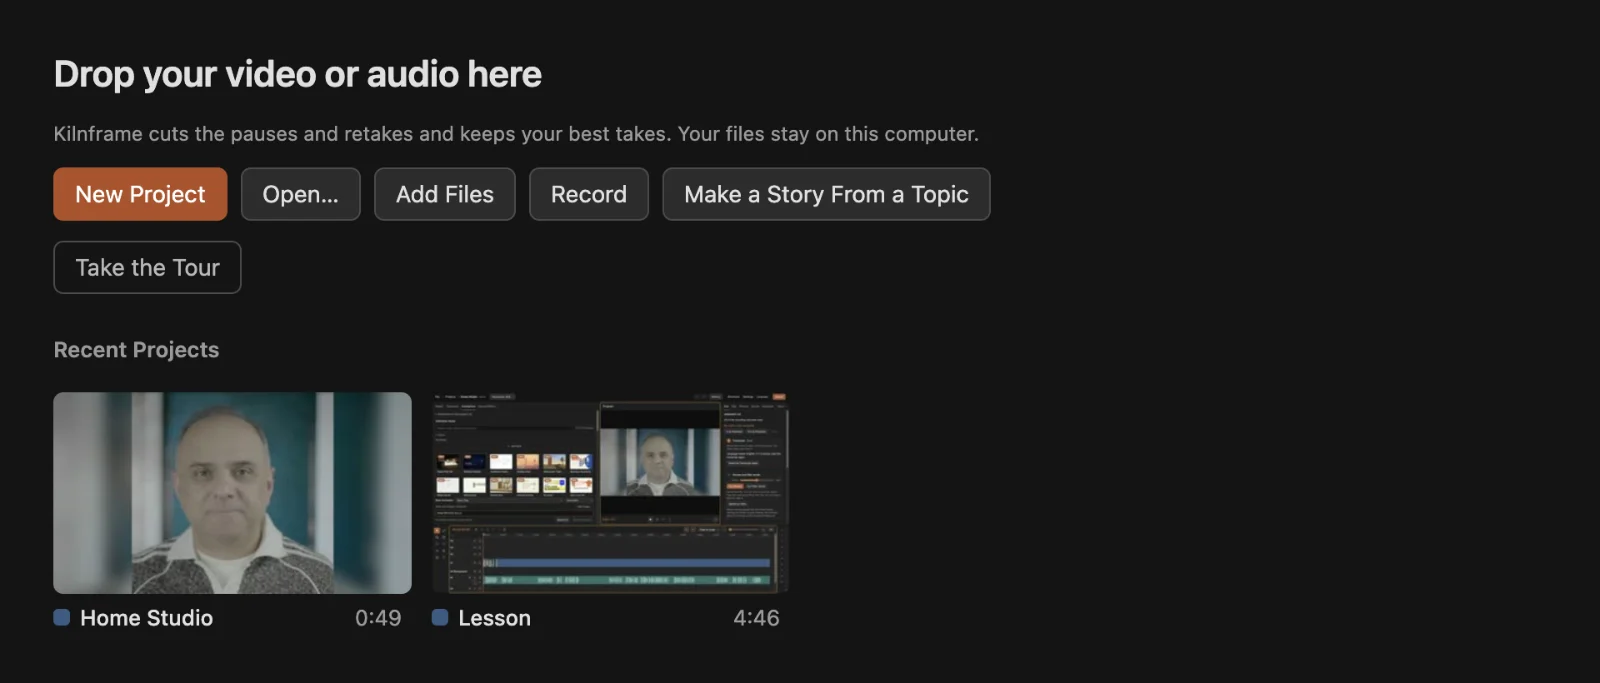 Drop your video or audio here
Kilnframe cuts the pauses and retakes and keeps your best takes. Your files stay on this computer.
New Project
Open...
Add Files
Record
Make a Story From a Topic
Take the Tour
Recent Projects
Home Studio
0:49
Lesson
4:46